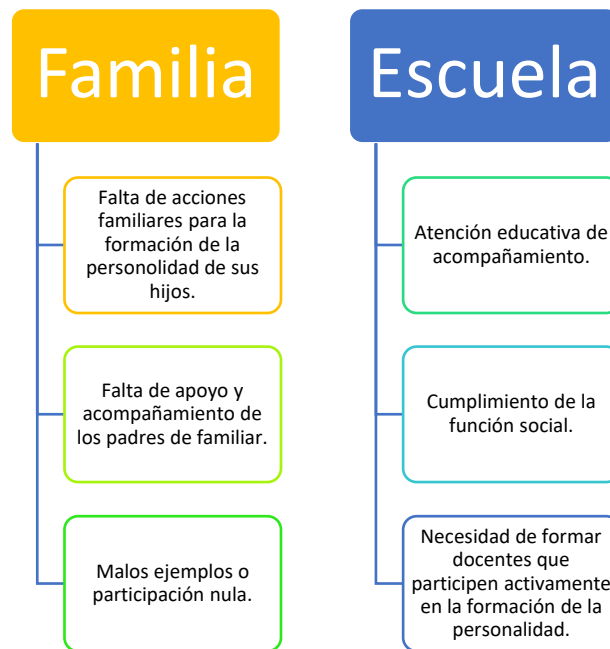 Familia
Falta de acciones
familiares para la
formación de la
personolidad de sus
hijos.
Falta de apoyo y
acompañamiento de
los padres de familiar.
Malos ejemplos o
participación nula.
Escuela
Atención educativa de
acompañamiento.
Cumplimiento de la
función social.
Necesidad de formar
docentes que
participen activamente
en la formación de la
personalidad.